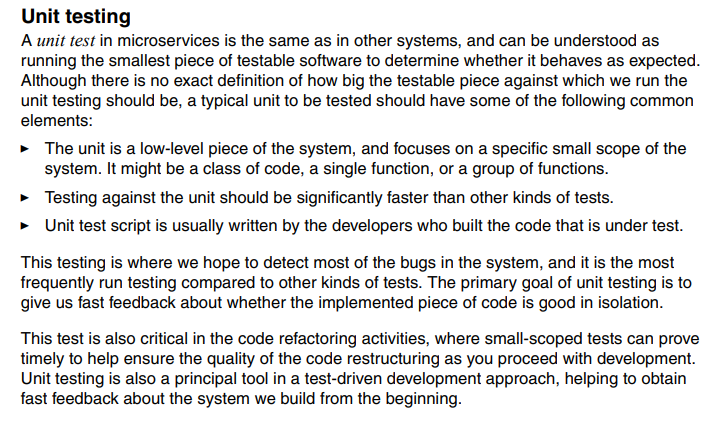 Unit testing
A unit test in microservices is the same as in other systems, and can be understood as
running the smallest piece of testable software to determine whether it behaves as expected.
Although there is no exact definition of how big the testable piece against which we run the
unit testing should be, a typical unit to be tested should have some of the following common
elements:
► The unit is a low-level piece of the system, and focuses on a specific small scope of the
system. It might be a class of code, a single function, or a group of functions.
► Testing against the unit should be significantly faster than other kinds of tests.
► Unit test script is usually written by the developers who built the code that is under test.
This testing is where we hope to detect most of the bugs in the system, and it is the most
frequently run testing compared to other kinds of tests. The primary goal of unit testing is to
give us fast feedback about whether the implemented piece of code is good in isolation.
This test is also critical in the code refactoring activities, where small-scoped tests can prove
timely to help ensure the quality of the code restructuring as you proceed with development.
Unit testing is also a principal tool in a test-driven development approach, helping to obtain
fast feedback about the system we build from the beginning.